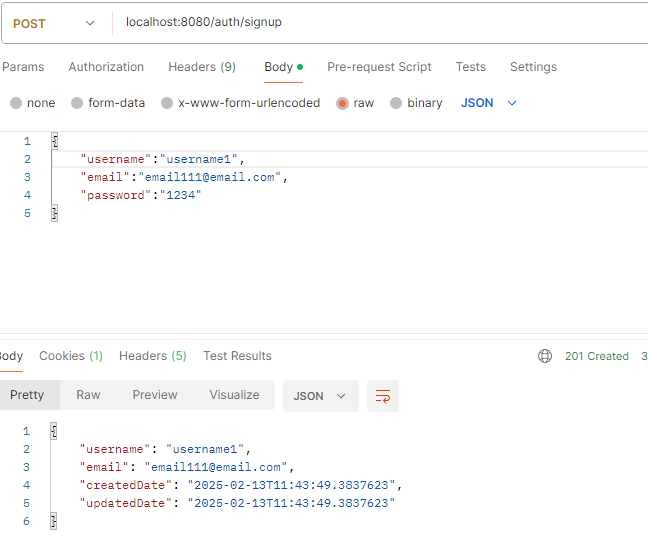 POST localhost:8080/auth/signup
Params Authorization Headers (9) Body Pre-request Script Tests Settings
none form-data x-www-form-urlencoded raw binary JSON
1 {
2 "username":"username1",
3 "email":"email111@email.com",
4 "password":"1234"
5 }
Body Cookies (1) Headers (5) Test Results 201 Created 3
Pretty Raw Preview Visualize JSON
1 {
2 "username": "username1",
3 "email": "email111@email.com",
4 "createdDate": "2025-02-13T11:43:49.3837623",
5 "updatedDate": "2025-02-13T11:43:49.3837623"
6 }